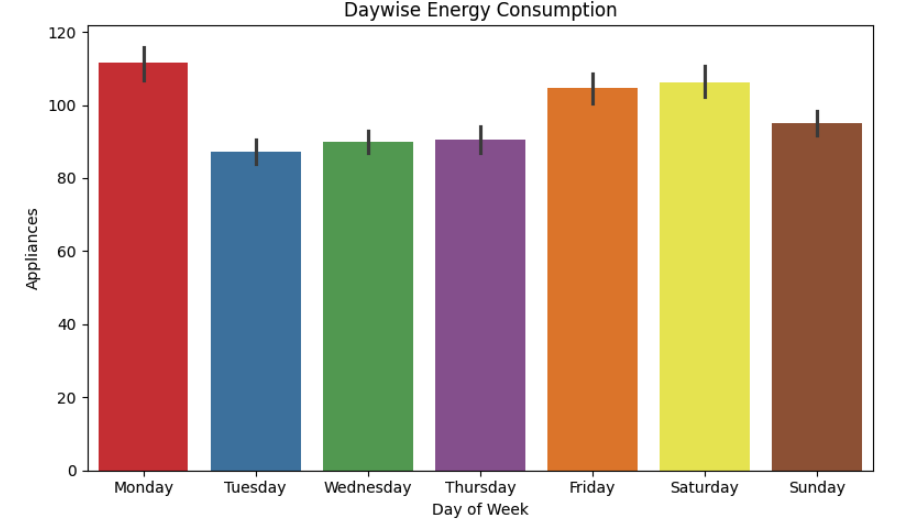 Daywise Energy Consumption
120
100
80
60
40
20
0
Appliances
Monday Tuesday Wednesday Thursday Friday Saturday Sunday
Day of Week